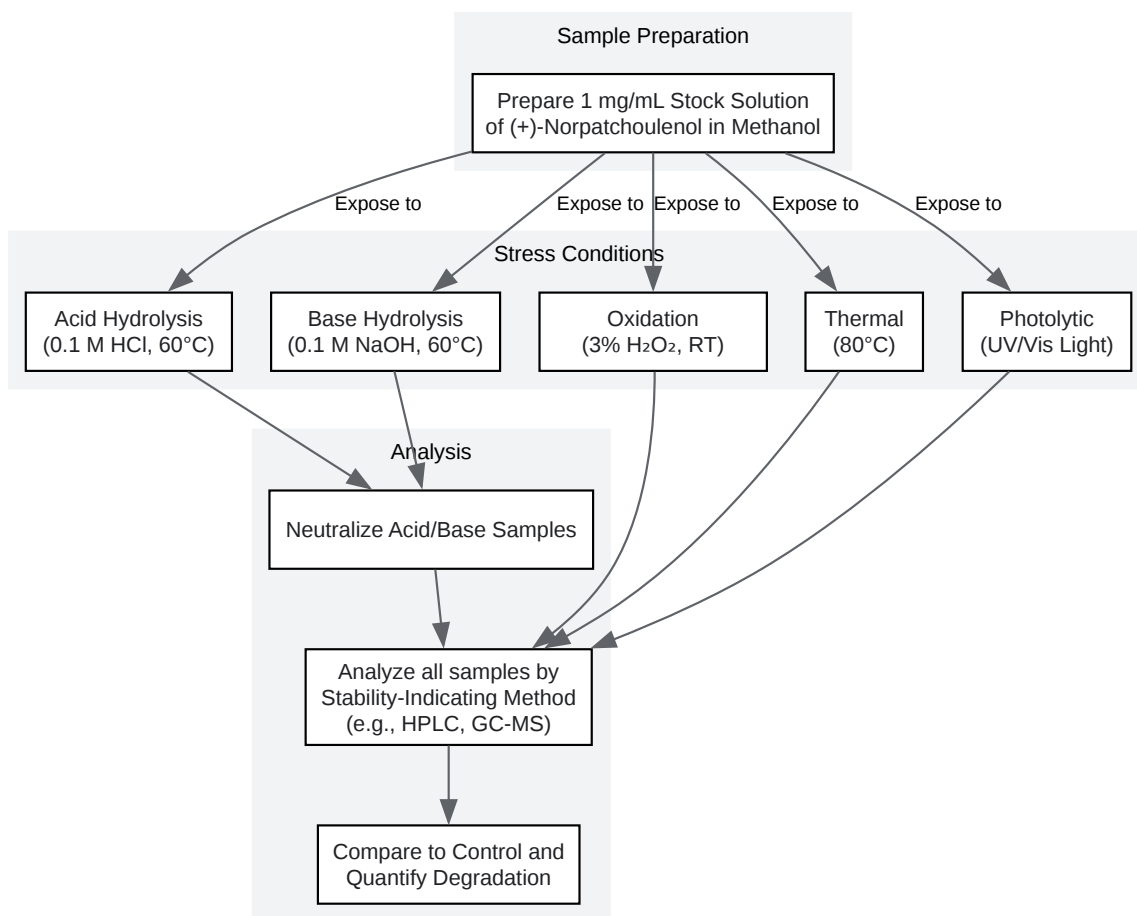 Sample Preparation
Prepare 1 mg/mL Stock Solution
of (+)-Norpatchoulenol in Methanol
Expose to
Expose to
Expose to
Expose to
Expose to
Stress Conditions
Acid Hydrolysis
(0.1 M HCl, 60°C)
Base Hydrolysis
(0.1 M NaOH, 60°C)
Oxidation
(3% H₂O₂, RT)
Thermal
(80°C)
Photolytic
(UV/Vis Light)
Analysis
Neutralize Acid/Base Samples
Analyze all samples by
Stability-Indicating Method
(e.g., HPLC, GC-MS)
Compare to Control and
Quantify Degradation